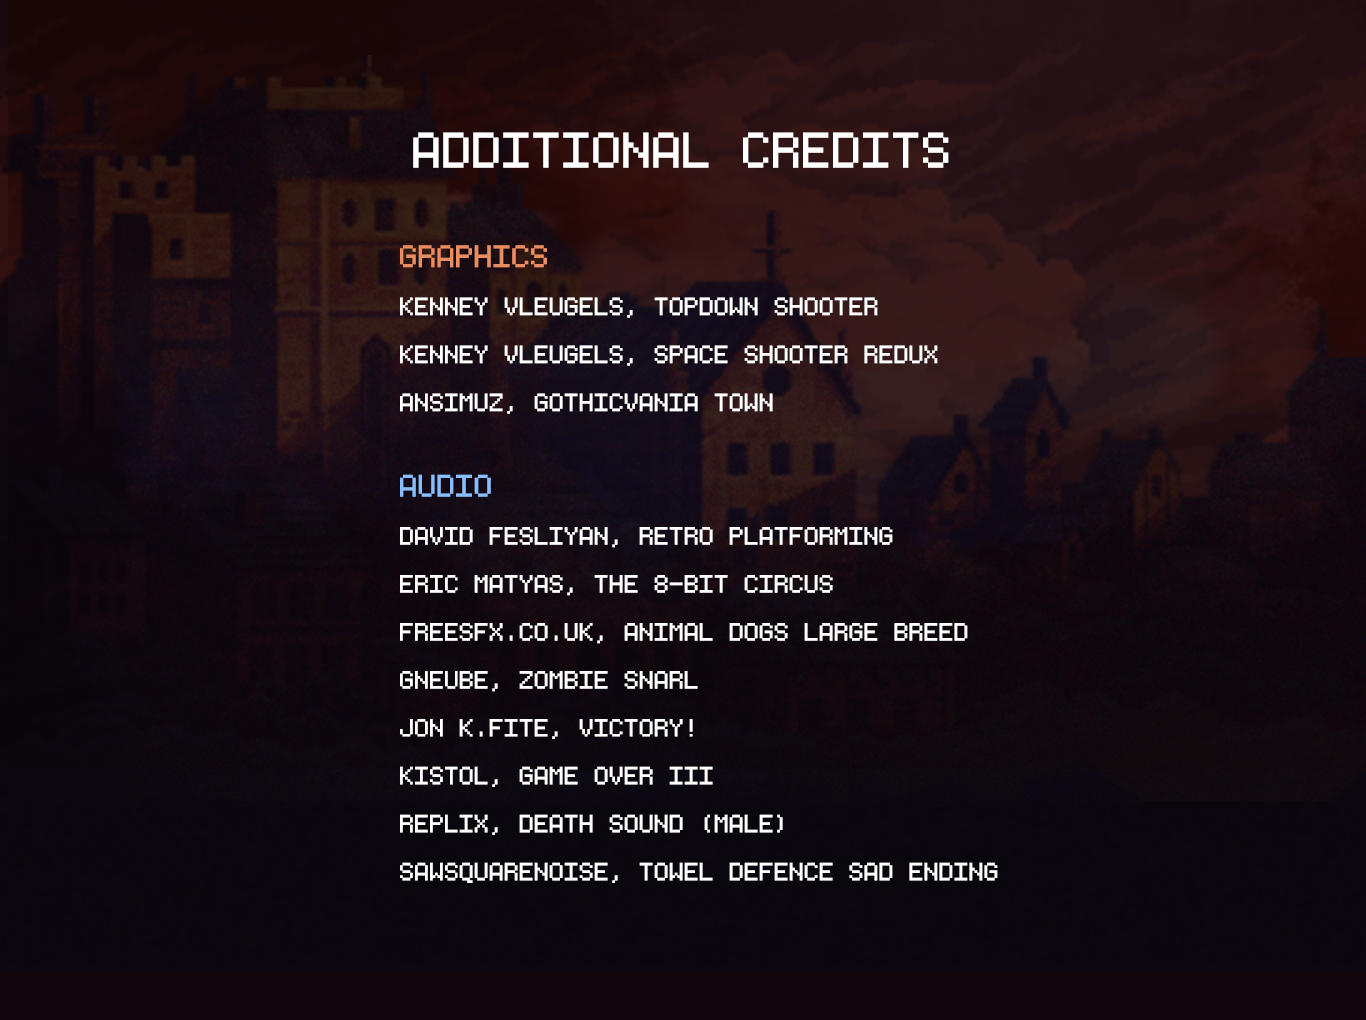 ADDITIONAL CREDITS
GRAPHICS
KENNEY VLEUGELS, TOPDOWN SHOOTER
KENNEY VLEUGELS, SPACE SHOOTER REDUX
ANSIMUZ, GOTHICVANIA TOWN
AUDIO
DAVID FESLIYAN, RETRO PLATFORMING
ERIC MATYAS, THE 8-BIT CIRCUS
FREESFX.CO.UK, ANIMAL DOGS LARGE BREED
GNEUBE, ZOMBIE SNARL
JON K.FITE, VICTORY!
KISTOL, GAME OVER III
REPLIX, DEATH SOUND (MALE)
SAWSQUARENOISE, TOWEL DEFENCE SAD ENDING